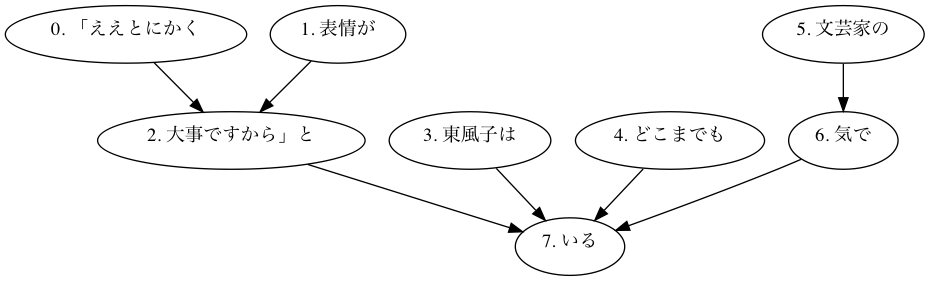 0. 「ええとにかく
1. 表情が
5. 文芸家の
2. 大事ですから」と
3. 東風子は
4. どこまでも
6. 気で
7. いる